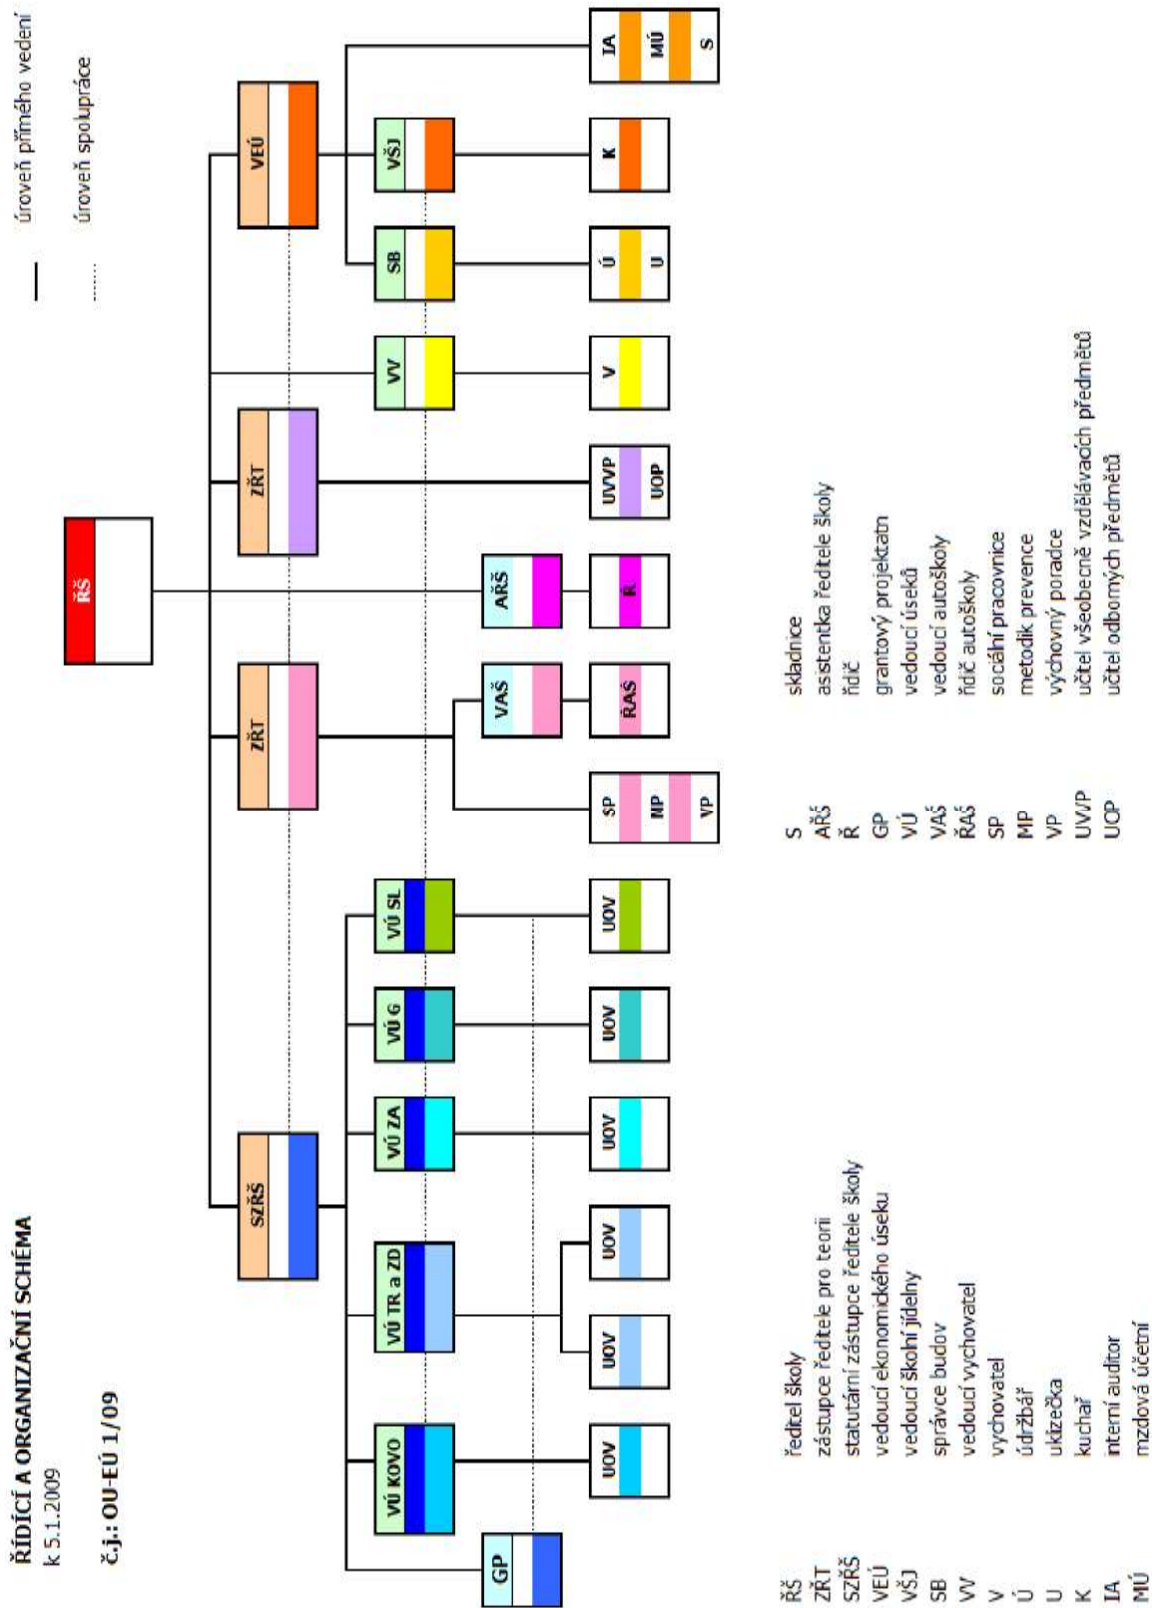 ŘÍDÍCÍ A ORGANIZAČNÍ SCHÉMA
k 5.1.2009
č.j.: OU-EÚ 1/09
úroveň přímého vedení
úroveň spolupráce
ŘŠ
SZŘŠ
ZŘT
ZŘT
VEÚ
VÚ KOVO
VÚ TR a ZD
VÚ ZA
VÚ G
VÚ SL
VV
SB
VŠJ
GP
VAŠ
AŘŠ
UOV
UOV
UOV
UOV
UOV
UOV
SP
MP
VP
ŘAŠ
Ř
UVVP
UOP
V
Ú
U
K
IA
MÚ
S
ŘŠ ředitel školy
ZŘT zástupce ředitele pro teorii
SZŘŠ statutární zástupce ředitele školy
VEÚ vedoucí ekonomického úseku
VŠJ vedoucí školní jídelny
SB správce budov
VV vedoucí vychovatel
V vychovatel
Ú údržbář
U uklízečka
K kuchař
IA interní auditor
MÚ mzdová účetní
S skladnice
AŘŠ asistentka ředitele školy
Ř řidič
GP grantový projektatn
VÚ vedoucí úseků
VAŠ vedoucí autoškoly
ŘAŠ řidič autoškoly
SP sociální pracovnice
MP metodik prevence
VP výchovný poradce
UVVP učitel všeobecně vzdělávacích předmětů
UOP učitel odborných předmětů